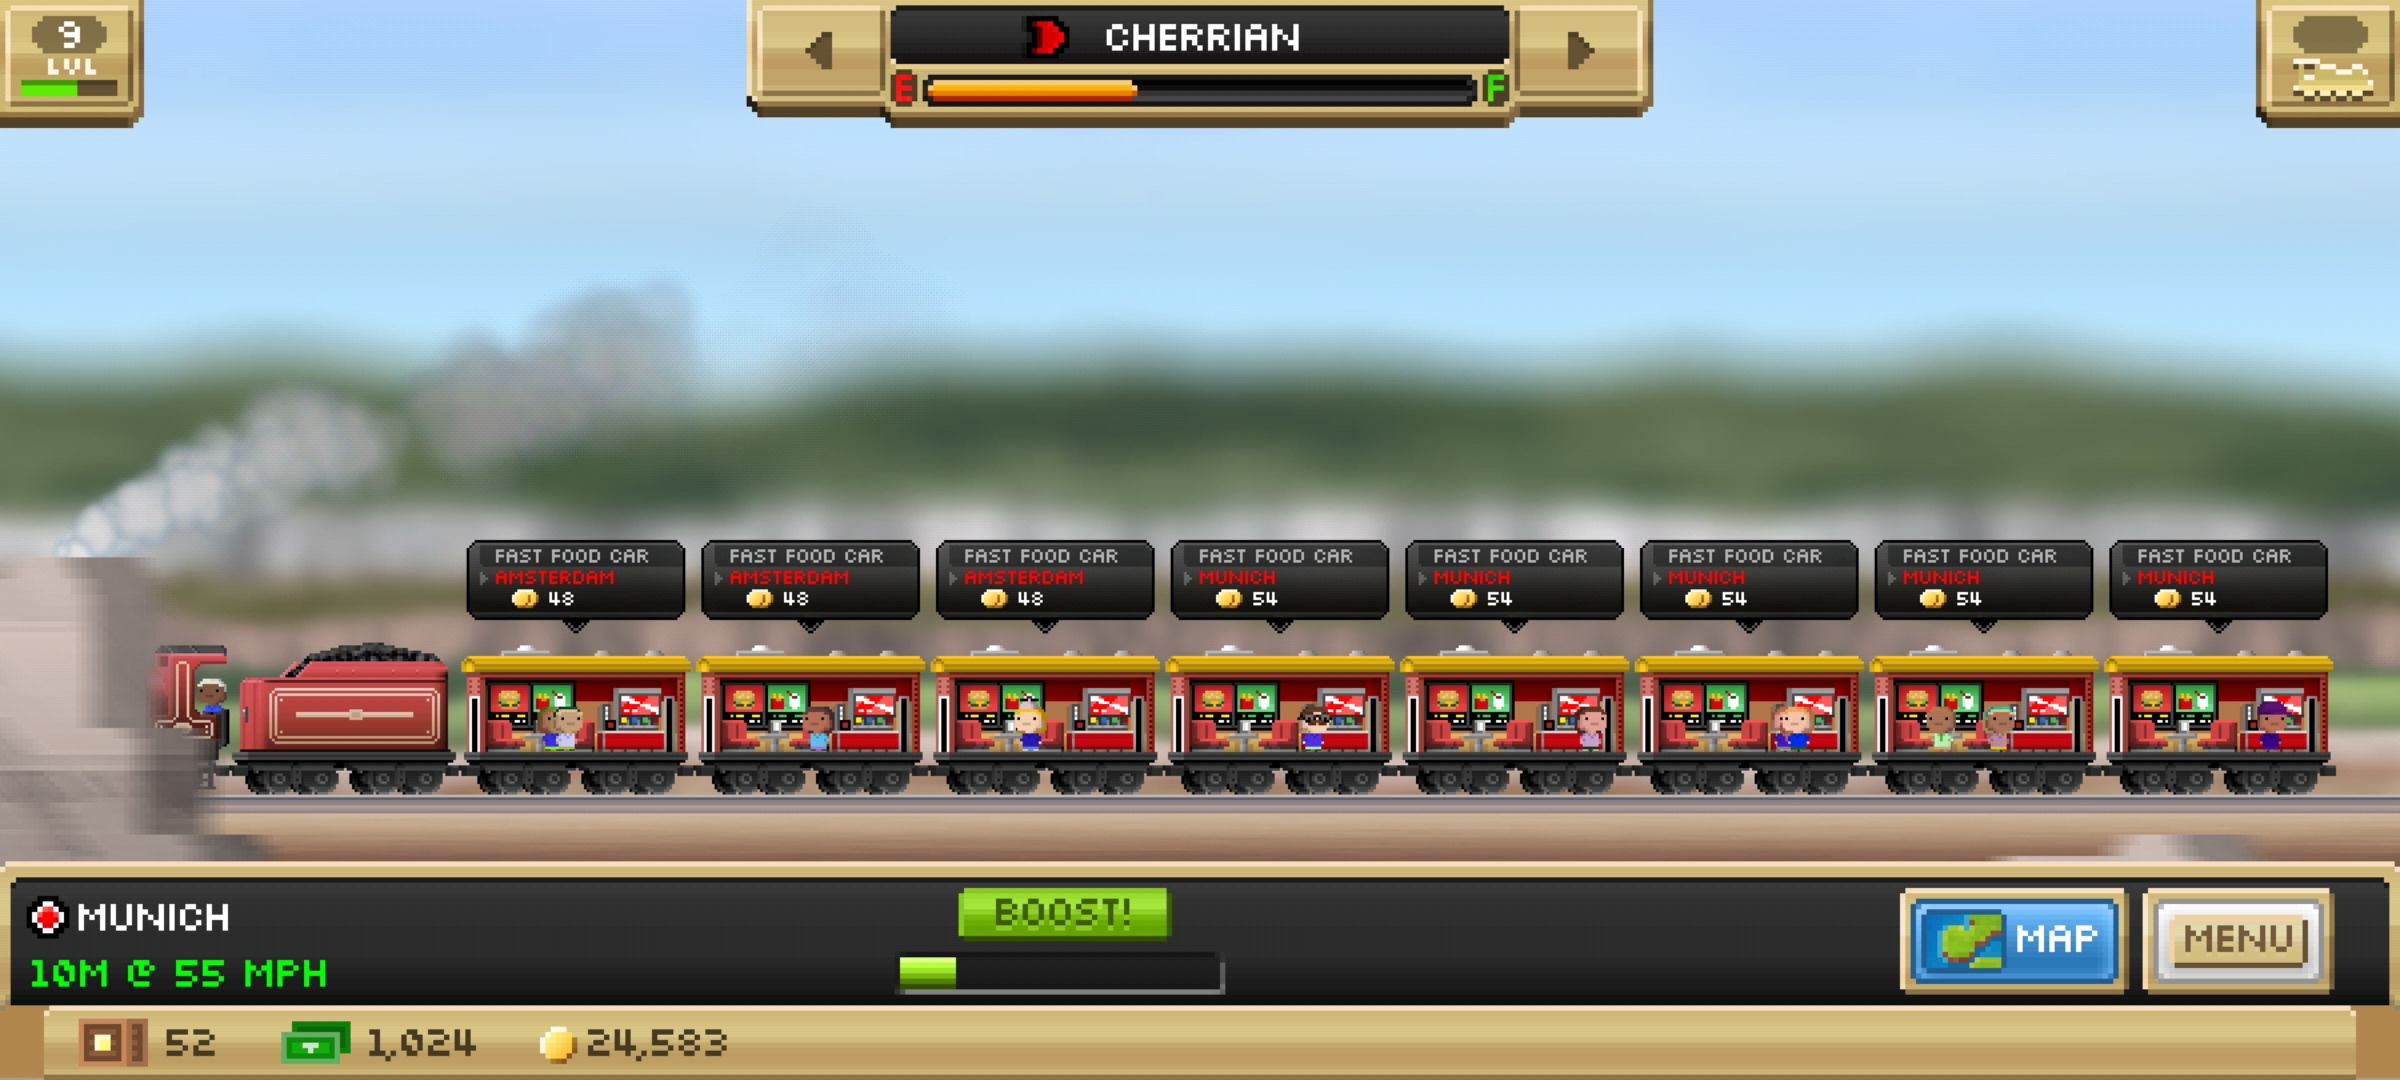 9
LVL
CHERRIAN
E F
FAST FOOD CAR
AMSTERDAM
48
FAST FOOD CAR
AMSTERDAM
48
FAST FOOD CAR
AMSTERDAM
48
FAST FOOD CAR
MUNICH
54
FAST FOOD CAR
MUNICH
54
FAST FOOD CAR
MUNICH
54
FAST FOOD CAR
MUNICH
54
FAST FOOD CAR
MUNICH
54
MUNICH
10M @ 55 MPH
BOOST!
MAP
MENU
52
1,024
24,583